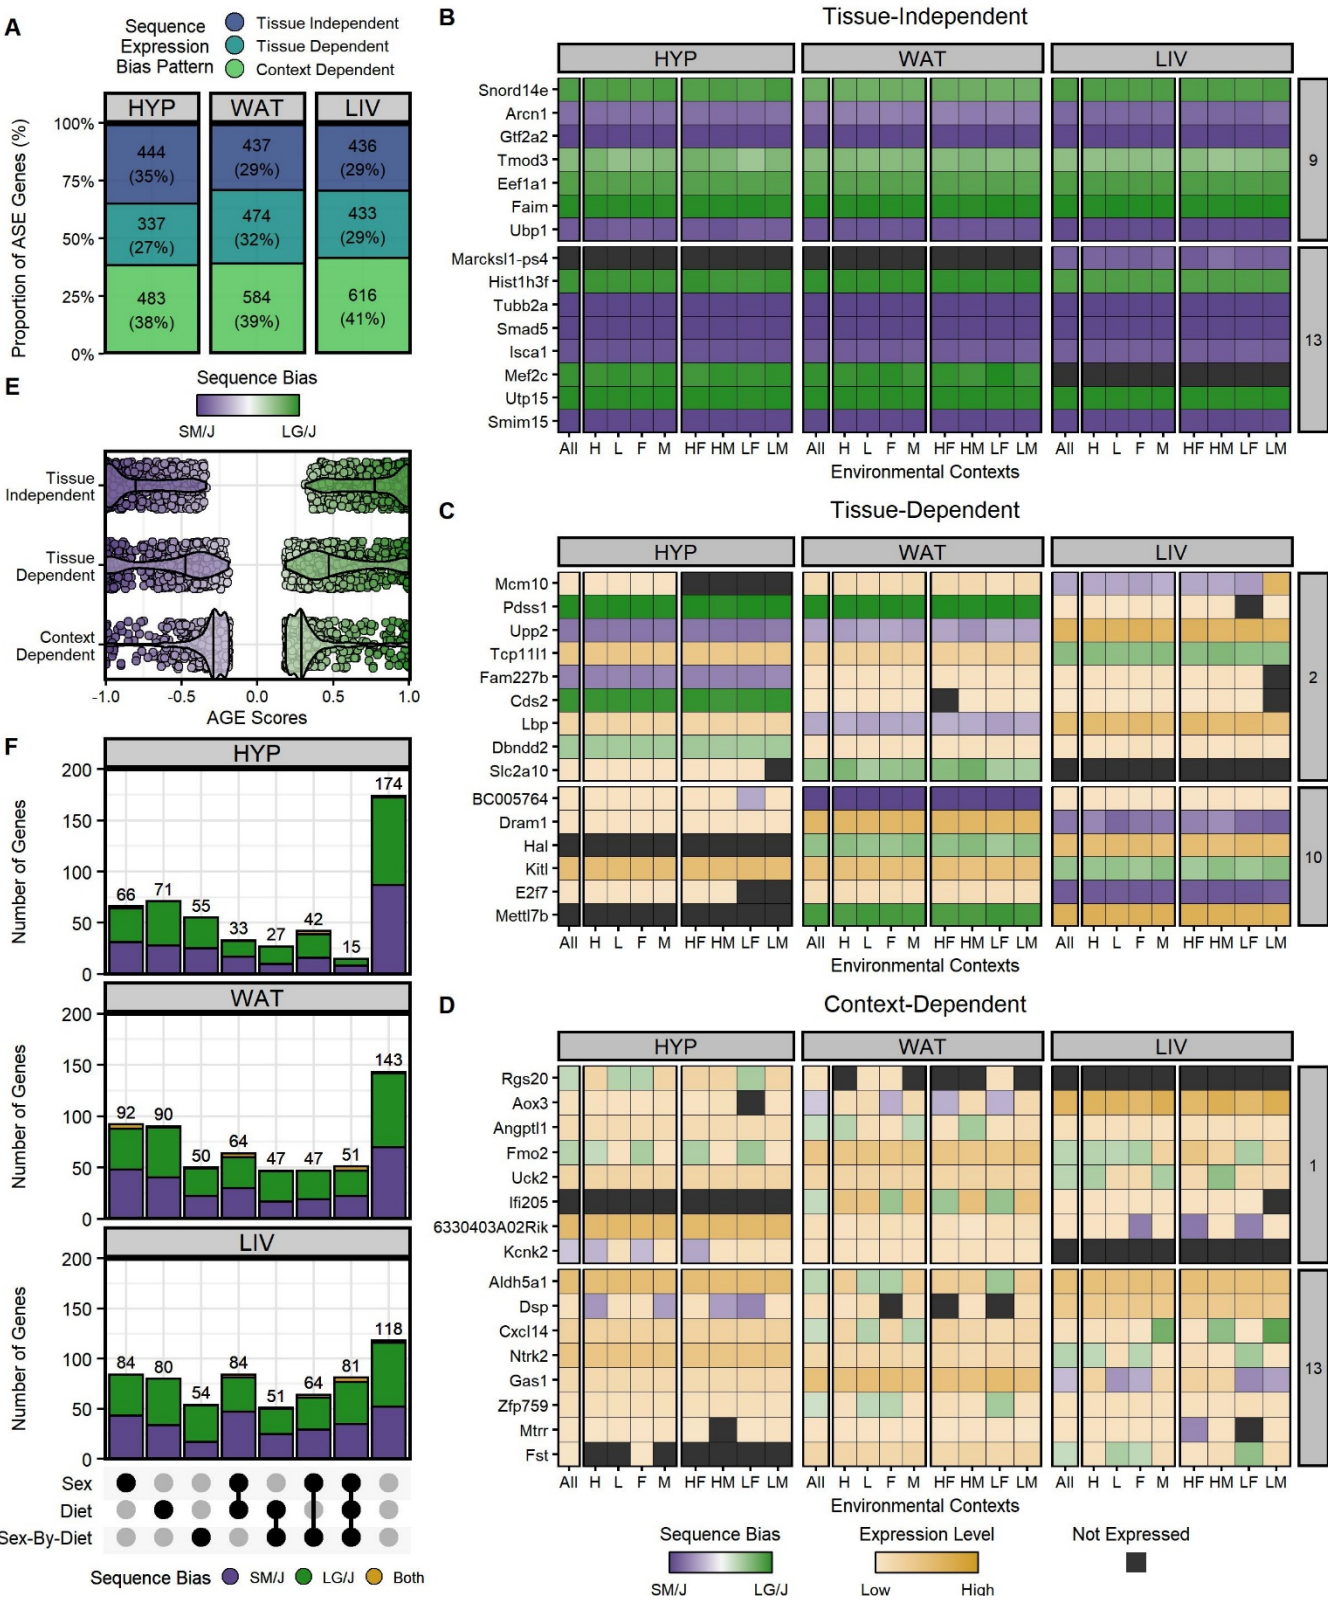 A
Sequence
Expression
Bias Pattern
Tissue Independent
Tissue Dependent
Context Dependent
HYP
WAT
LIV
Proportion of ASE Genes (%)
100%
75%
50%
25%
0%
444
(35%)
437
(29%)
436
(29%)
337
(27%)
474
(32%)
433
(29%)
483
(38%)
584
(39%)
616
(41%)
B
Tissue-Independent
HYP
WAT
LIV
Snord14e
Arcn1
Gtf2a2
Tmod3
Eef1a1
Faim
Ubp1
9
Marcksl1-ps4
Hist1h3f
Tubb2a
Smad5
Isca1
Mef2c
Utp15
Smim15
13
All H L F M HF HM LF LM
All H L F M HF HM LF LM
All H L F M HF HM LF LM
Environmental Contexts
C
Tissue-Dependent
HYP
WAT
LIV
Mcm10
Pdss1
Upp2
Tcp11l1
Fam227b
Cds2
Lbp
Dbndd2
Slc2a10
2
BC005764
Dram1
Hal
Kitl
E2f7
Mettl7b
10
All H L F M HF HM LF LM
All H L F M HF HM LF LM
All H L F M HF HM LF LM
Environmental Contexts
D
Context-Dependent
HYP
WAT
LIV
Rgs20
Aox3
Angptl1
Fmo2
Uck2
Ifi205
6330403A02Rik
Kcnk2
1
Aldh5a1
Dsp
Cxcl14
Ntrk2
Gas1
Zfp759
Mtrr
Fst
13
All H L F M HF HM LF LM
All H L F M HF HM LF LM
All H L F M HF HM LF LM
Environmental Contexts
Sequence Bias
SM/J LG/J
Expression Level
Low High
Not Expressed
E
Sequence Bias
SM/J LG/J
Tissue
Independent
Tissue
Dependent
Context
Dependent
-1.0 -0.5 0.0 0.5 1.0
AGE Scores
F
HYP
Number of Genes
200
150
100
50
0
66 71 55 33 27 42 15 174
WAT
Number of Genes
200
150
100
50
0
92 90 50 64 47 47 51 143
LIV
Number of Genes
200
150
100
50
0
84 80 54 84 51 64 81 118
Sex
Diet
Sex-By-Diet
Sequence Bias SM/J LG/J Both